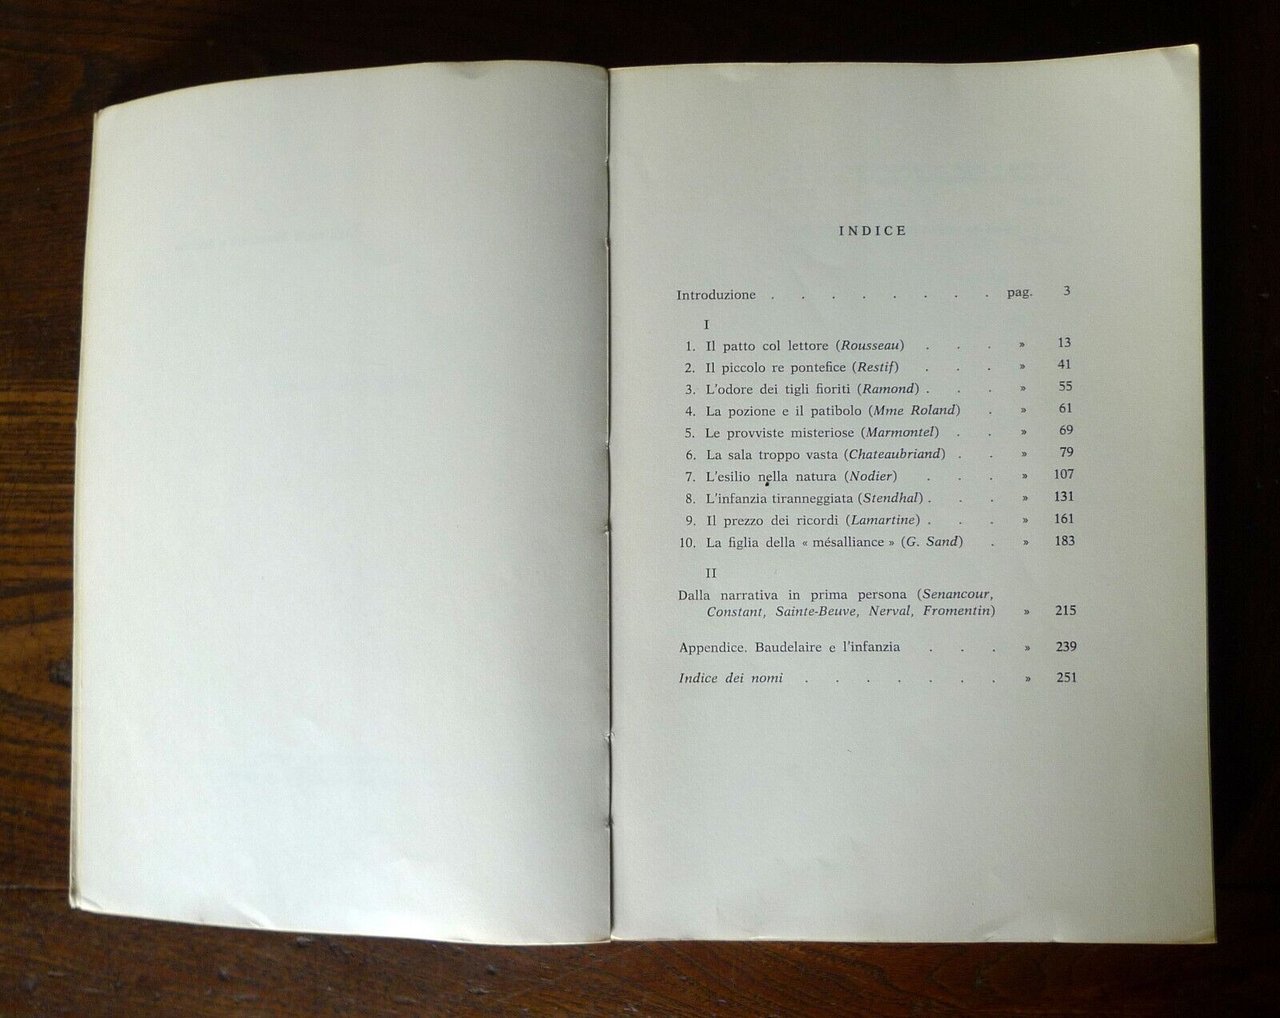 INDICE
Introduzione . . . . . . . . pag. 3
I
1. Il patto col lettore (Rousseau) . . . » 13
2. Il piccolo re pontefice (Restif) . . . » 41
3. L'odore dei tigli fioriti (Ramond) . . . » 55
4. La pozione e il patibolo (Mme Roland) . » 61
5. Le provviste misteriose (Marmontel) . . » 69
6. La sala troppo vasta (Chateaubriand) . . » 79
7. L'esilio nella natura (Nodier) . . . » 107
8. L'infanzia tiranneggiata (Stendhal) . . . » 131
9. Il prezzo dei ricordi (Lamartine) . . . » 161
10. La figlia della « mésalliance » (G. Sand) . » 183
II
Dalla narrativa in prima persona (Senancour,
Constant, Sainte-Beuve, Nerval, Fromentin) » 215
Appendice. Baudelaire e l'infanzia . . . » 239
Indice dei nomi . . . . . . . » 251